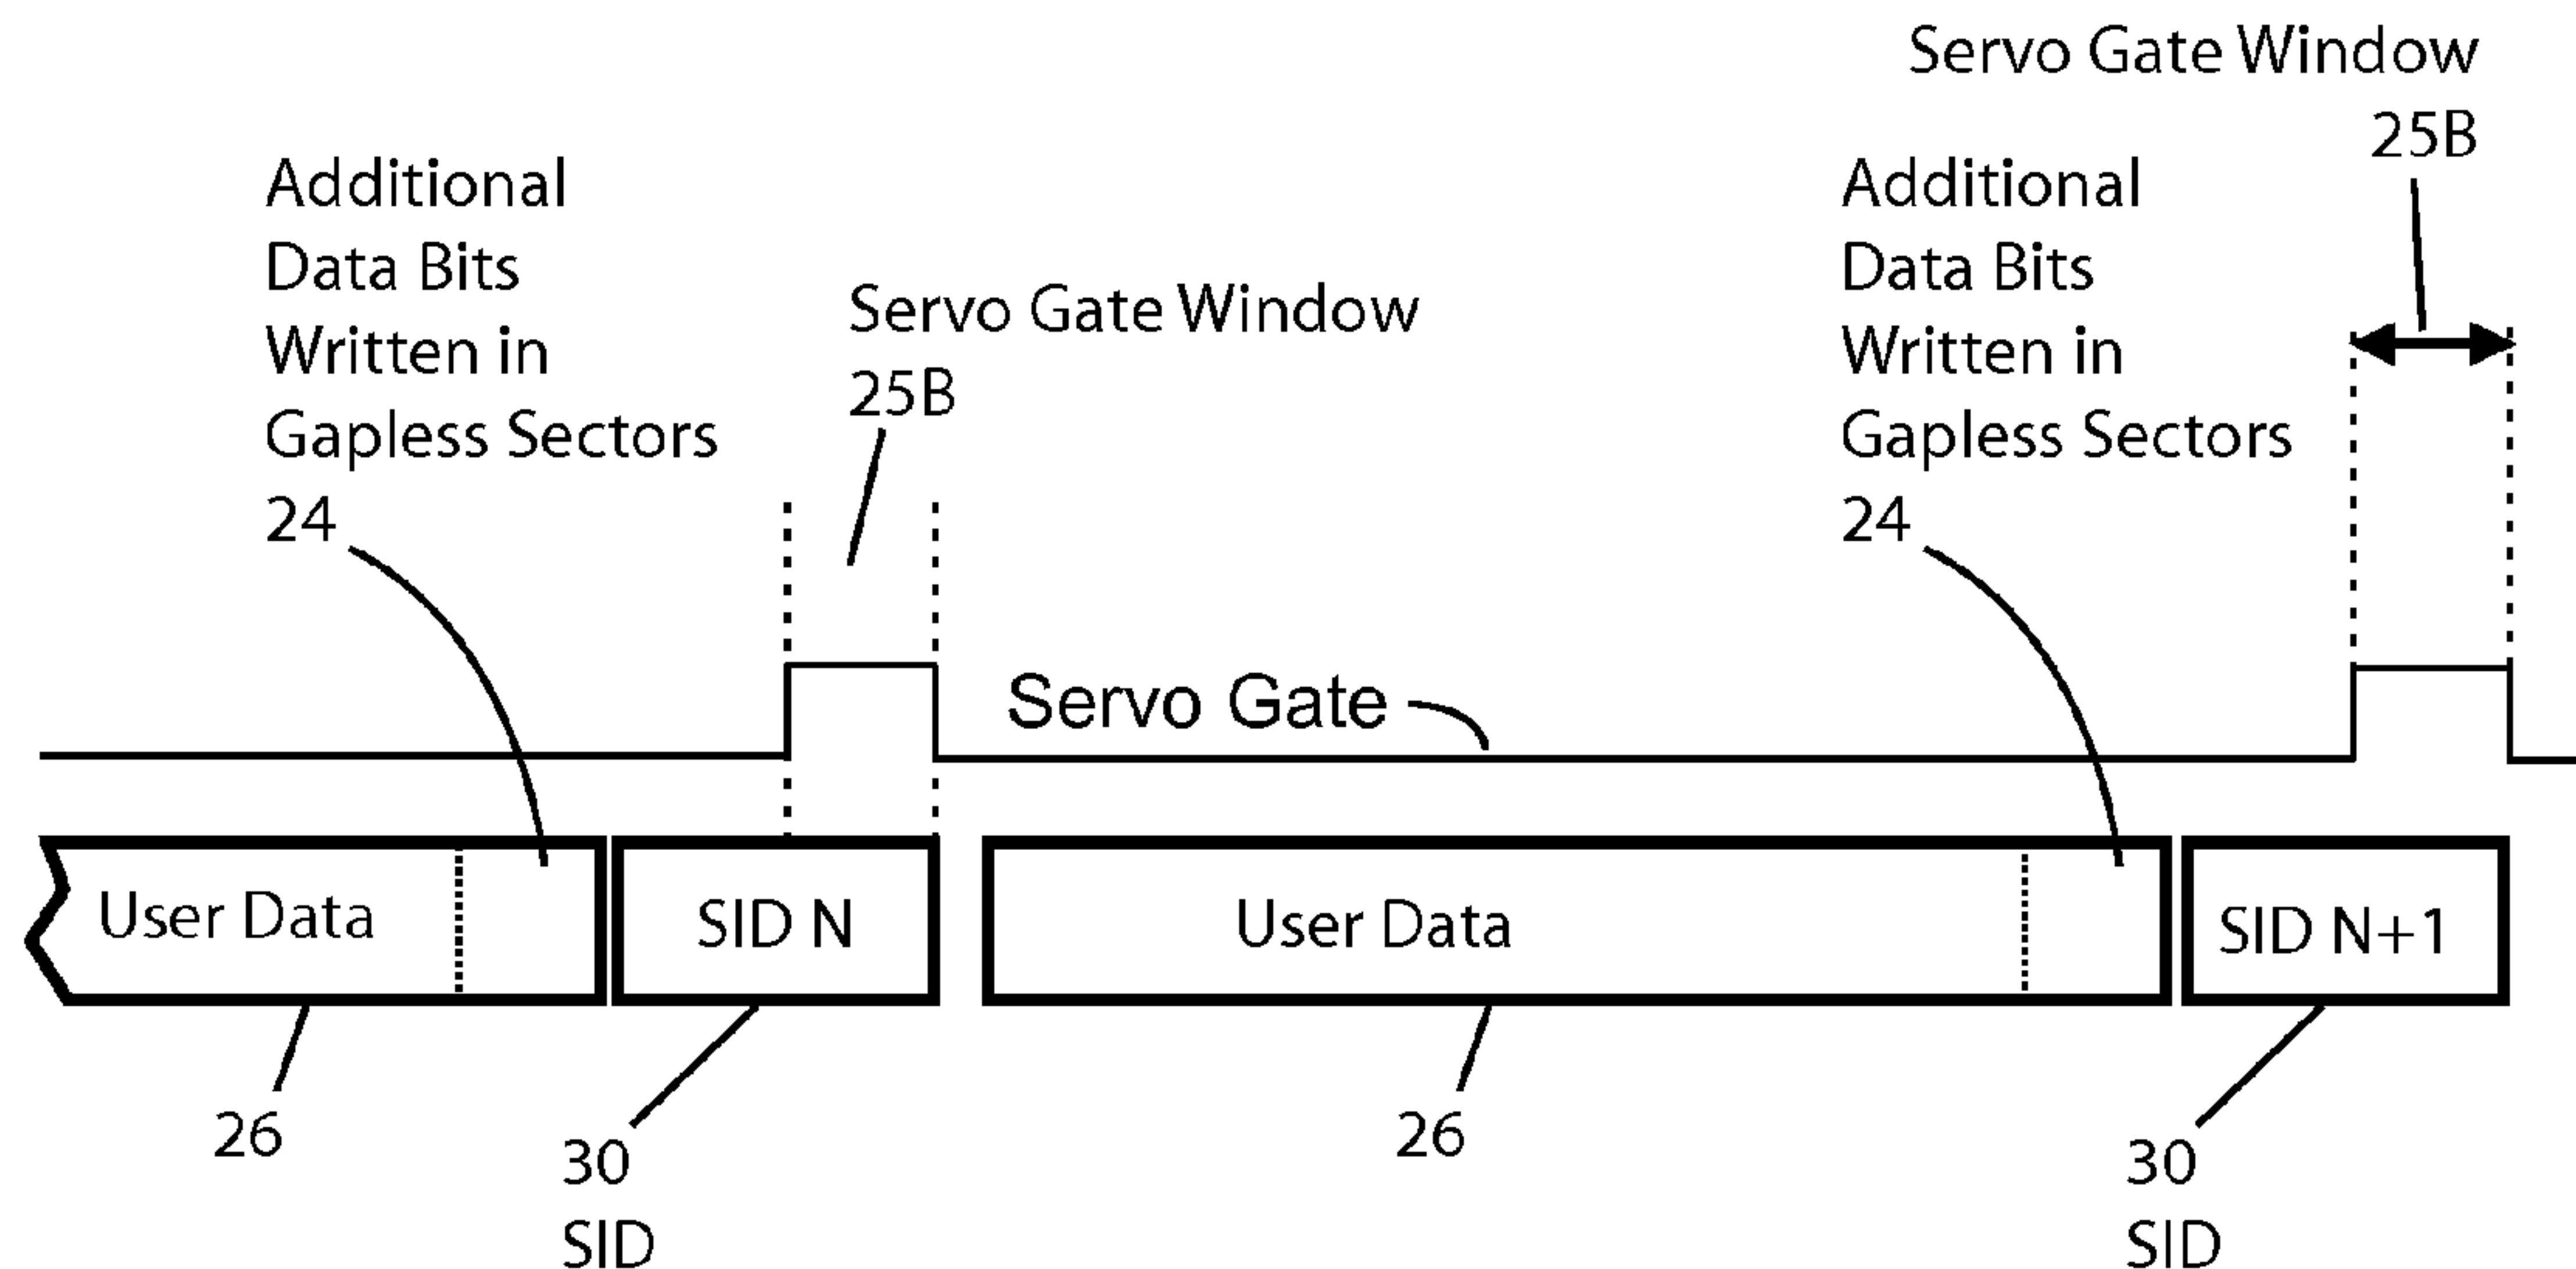 Servo Gate Window
25B
Additional
Data Bits
Written in
Gapless Sectors
24
Servo Gate Window
25B
Additional
Data Bits
Written in
Gapless Sectors
24
Servo Gate
User Data
SID N
User Data
SID N+1
26
30
SID
26
30
SID